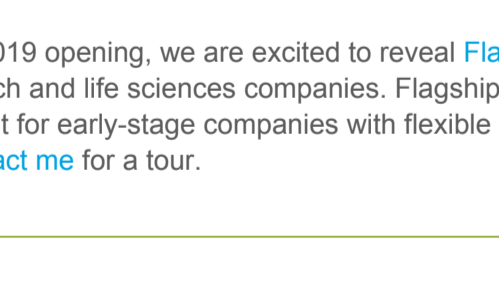 019 opening, we are excited to reveal Fla
ch and life sciences companies. Flagship
t for early-stage companies with flexible
act me for a tour.